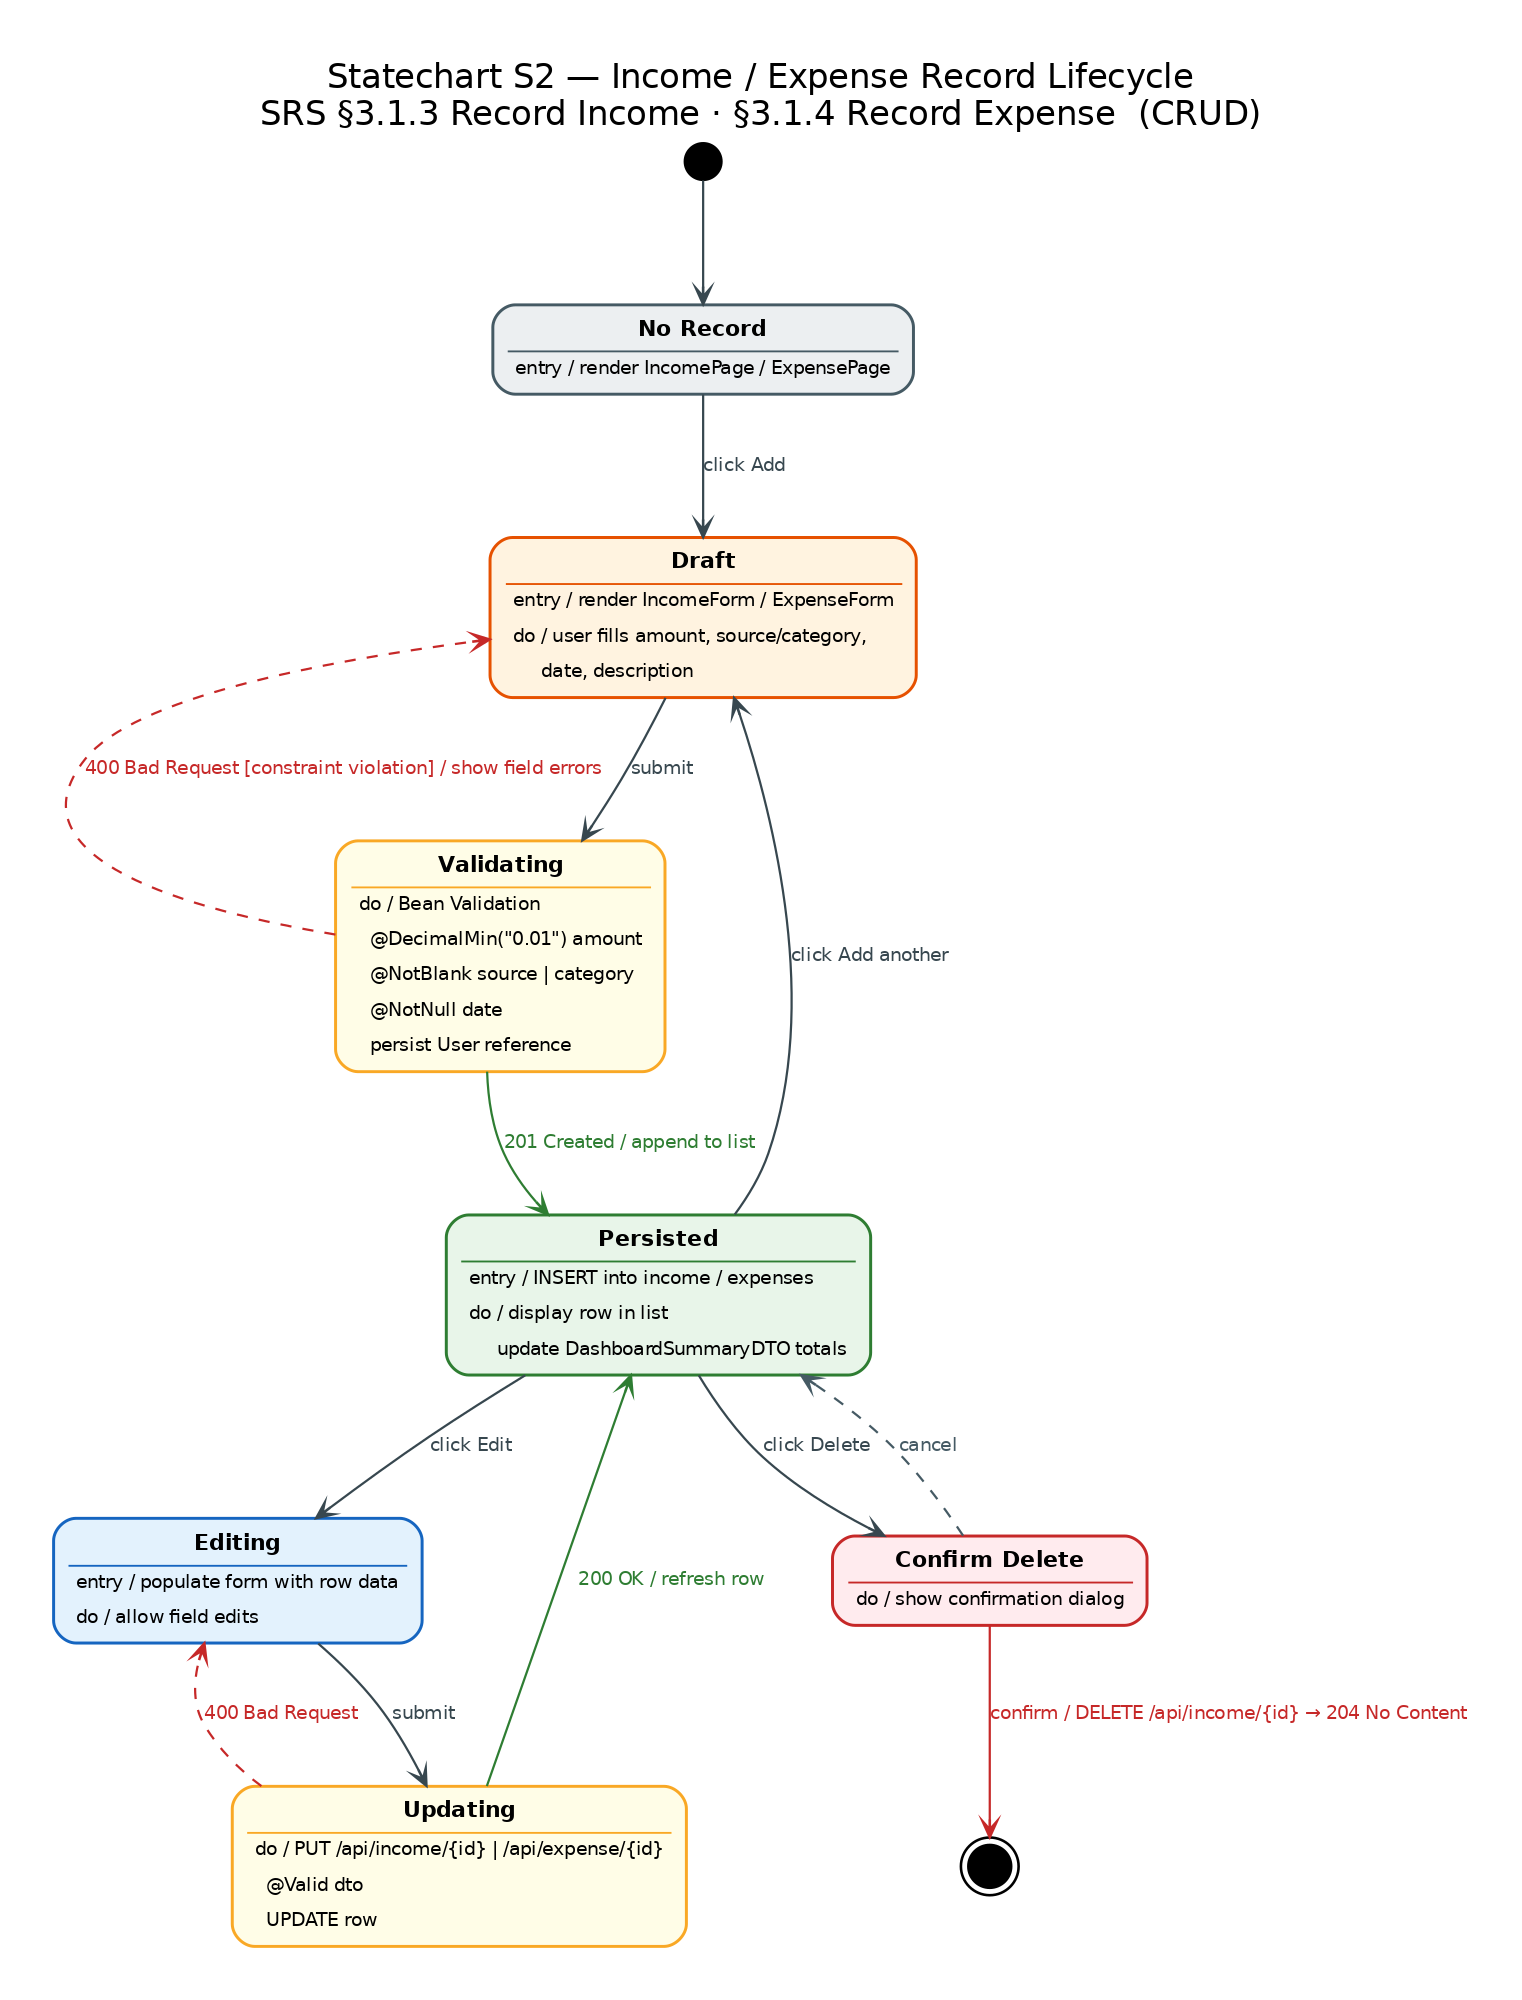 Statechart S2 — Income / Expense Record Lifecycle
SRS §3.1.3 Record Income · §3.1.4 Record Expense (CRUD)
No Record
entry / render IncomePage / ExpensePage
click Add
Draft
entry / render IncomeForm / ExpenseForm
do / user fills amount, source/category,
date, description
400 Bad Request [constraint violation] / show field errors
submit
Validating
do / Bean Validation
@DecimalMin("0.01") amount
@NotBlank source | category
@NotNull date
persist User reference
click Add another
201 Created / append to list
Persisted
entry / INSERT into income / expenses
do / display row in list
update DashboardSummaryDTO totals
click Edit
click Delete
cancel
Editing
entry / populate form with row data
do / allow field edits
200 OK / refresh row
Confirm Delete
do / show confirmation dialog
400 Bad Request
submit
confirm / DELETE /api/income/{id} → 204 No Content
Updating
do / PUT /api/income/{id} | /api/expense/{id}
@Valid dto
UPDATE row